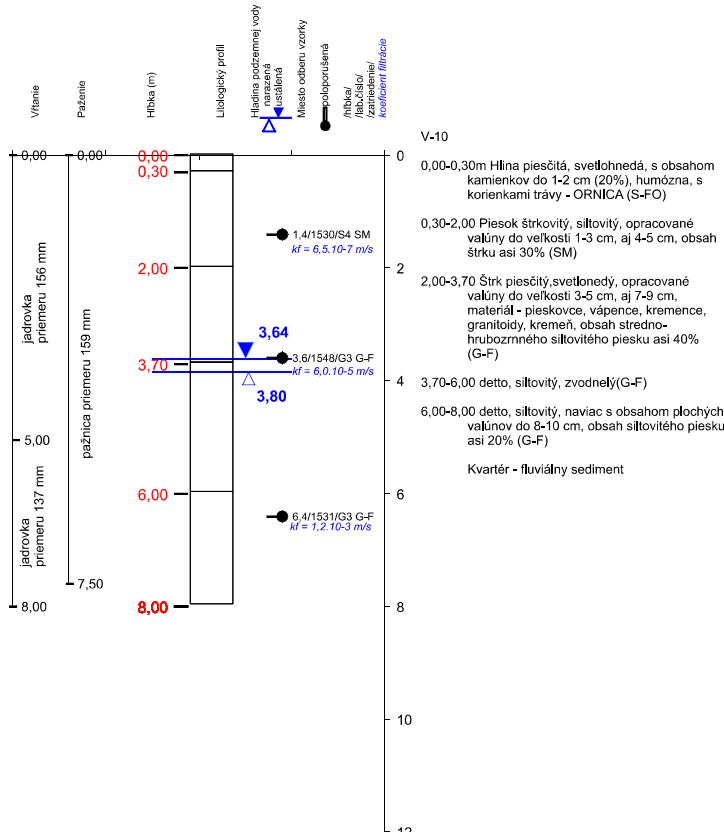 Vŕtanie
Paženie
Hĺbka (m)
Litologický profil
Hladina podzemnej vody
narazená
ustálená
Miesto odberu vzorky
poloporušená
/hĺbka/
/lab.číslo/
/zatriedenie/
koeficient filtrácie
V-10
0,00
0,00
0,00
0
0,00-0,30m Hlina piesčitá, svetlohnedá, s obsahom
kamienkov do 1-2 cm (20%), humózna, s
korienkami trávy - ORNICA (S-FO)
0,30
0,30-2,00 Piesok štrkovitý, siltovitý, opracované
valúny do veľkosti 1-3 cm, aj 4-5 cm, obsah
štrku asi 30% (SM)
1,4/1530/S4 SM
kf = 6,5.10-7 m/s
2,00
2
2,00-3,70 Štrk piesčitý,svetlonedý, opracované
valúny do veľkosti 3-5 cm, aj 7-9 cm,
materiál - pieskovce, vápence, kremence,
granitoidy, kremeň, obsah stredno-
hrubozrnného siltovitého piesku asi 40%
(G-F)
jadrovka
priemeru 156 mm
pažnica priemeru 159 mm
3,64
3,70
3,6/1548/G3 G-F
kf = 6,0.10-5 m/s
3,80
4
3,70-6,00 detto, siltovitý, zvodnelý(G-F)
6,00-8,00 detto, siltovitý, naviac s obsahom plochých
valúnov do 8-10 cm, obsah siltovitého piesku
asi 20% (G-F)
5,00
Kvartér - fluviálny sediment
jadrovka
priemeru 137 mm
6,00
6
6,4/1531/G3 G-F
kf = 1,2.10-3 m/s
7,50
8,00
8,00
8
10
12